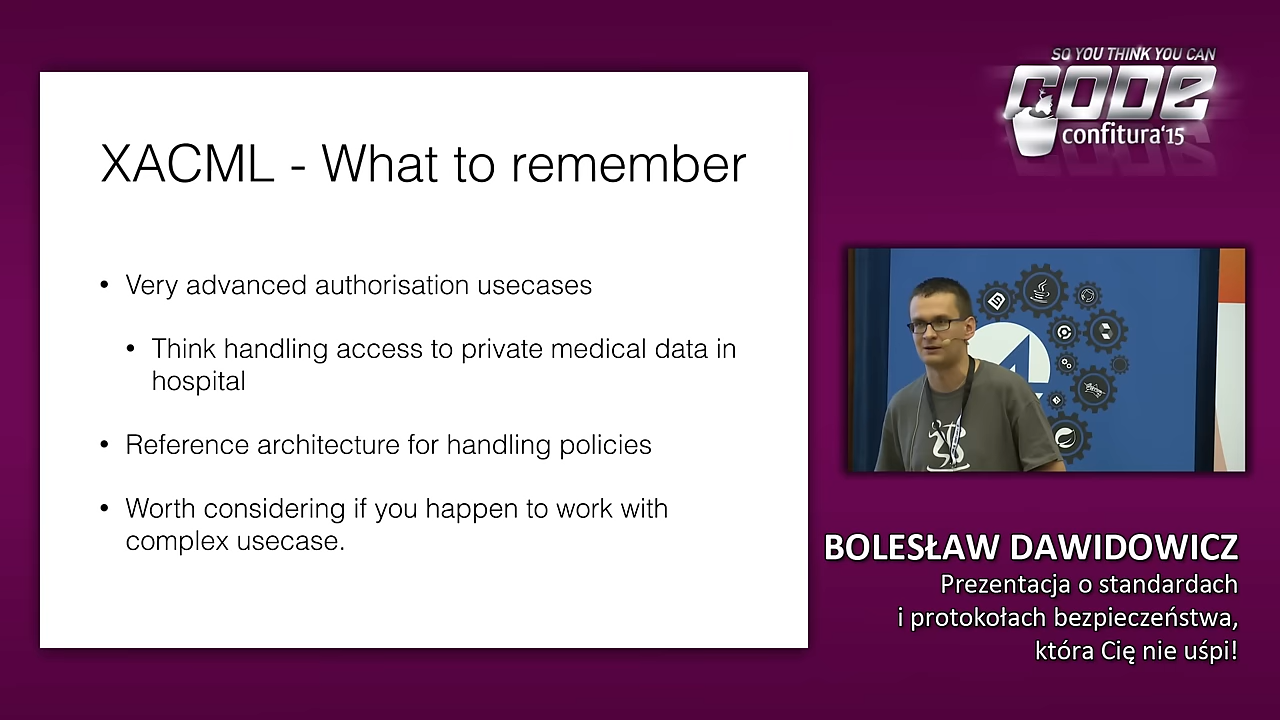 SO YOU THINK YOU CAN
CODE
confitura'15
XACML - What to remember
• Very advanced authorisation usecases
• Think handling access to private medical data in
hospital
• Reference architecture for handling policies
• Worth considering if you happen to work with
complex usecase.
BOLESŁAW DAWIDOWICZ
Prezentacja o standardach
i protokołach bezpieczeństwa,
która Cię nie uśpi!